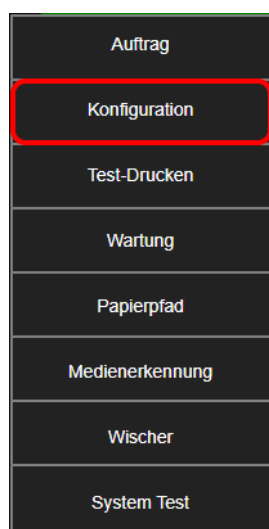 Auftrag
Konfiguration
Test-Drucken
Wartung
Papierpfad
Medienerkennung
Wischer
System Test